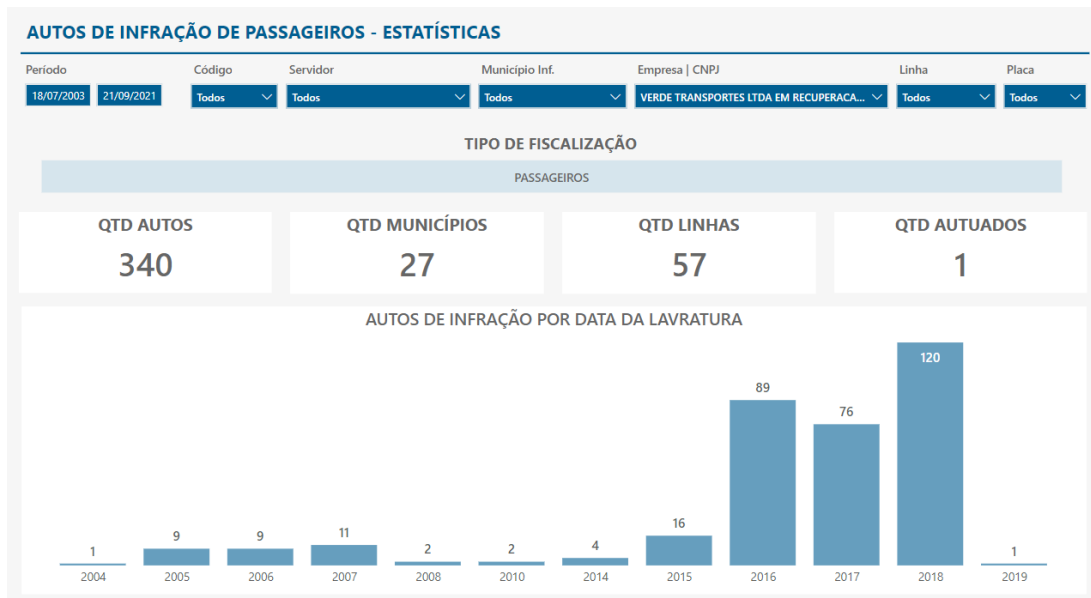 AUTOS DE INFRAÇÃO DE PASSAGEIROS - ESTATÍSTICAS
Período Código Servidor Município Inf. Empresa | CNPJ Linha Placa
18/07/2003 21/09/2021 Todos Todos Todos VERDE TRANSPORTES LTDA EM RECUPERACA... Todos Todos
TIPO DE FISCALIZAÇÃO
PASSAGEIROS
QTD AUTOS QTD MUNICÍPIOS QTD LINHAS QTD AUTUADOS
340 27 57 1
AUTOS DE INFRAÇÃO POR DATA DA LAVRATURA
1 9 9 11 2 2 4 16 89 76 120 1
2004 2005 2006 2007 2008 2010 2014 2015 2016 2017 2018 2019